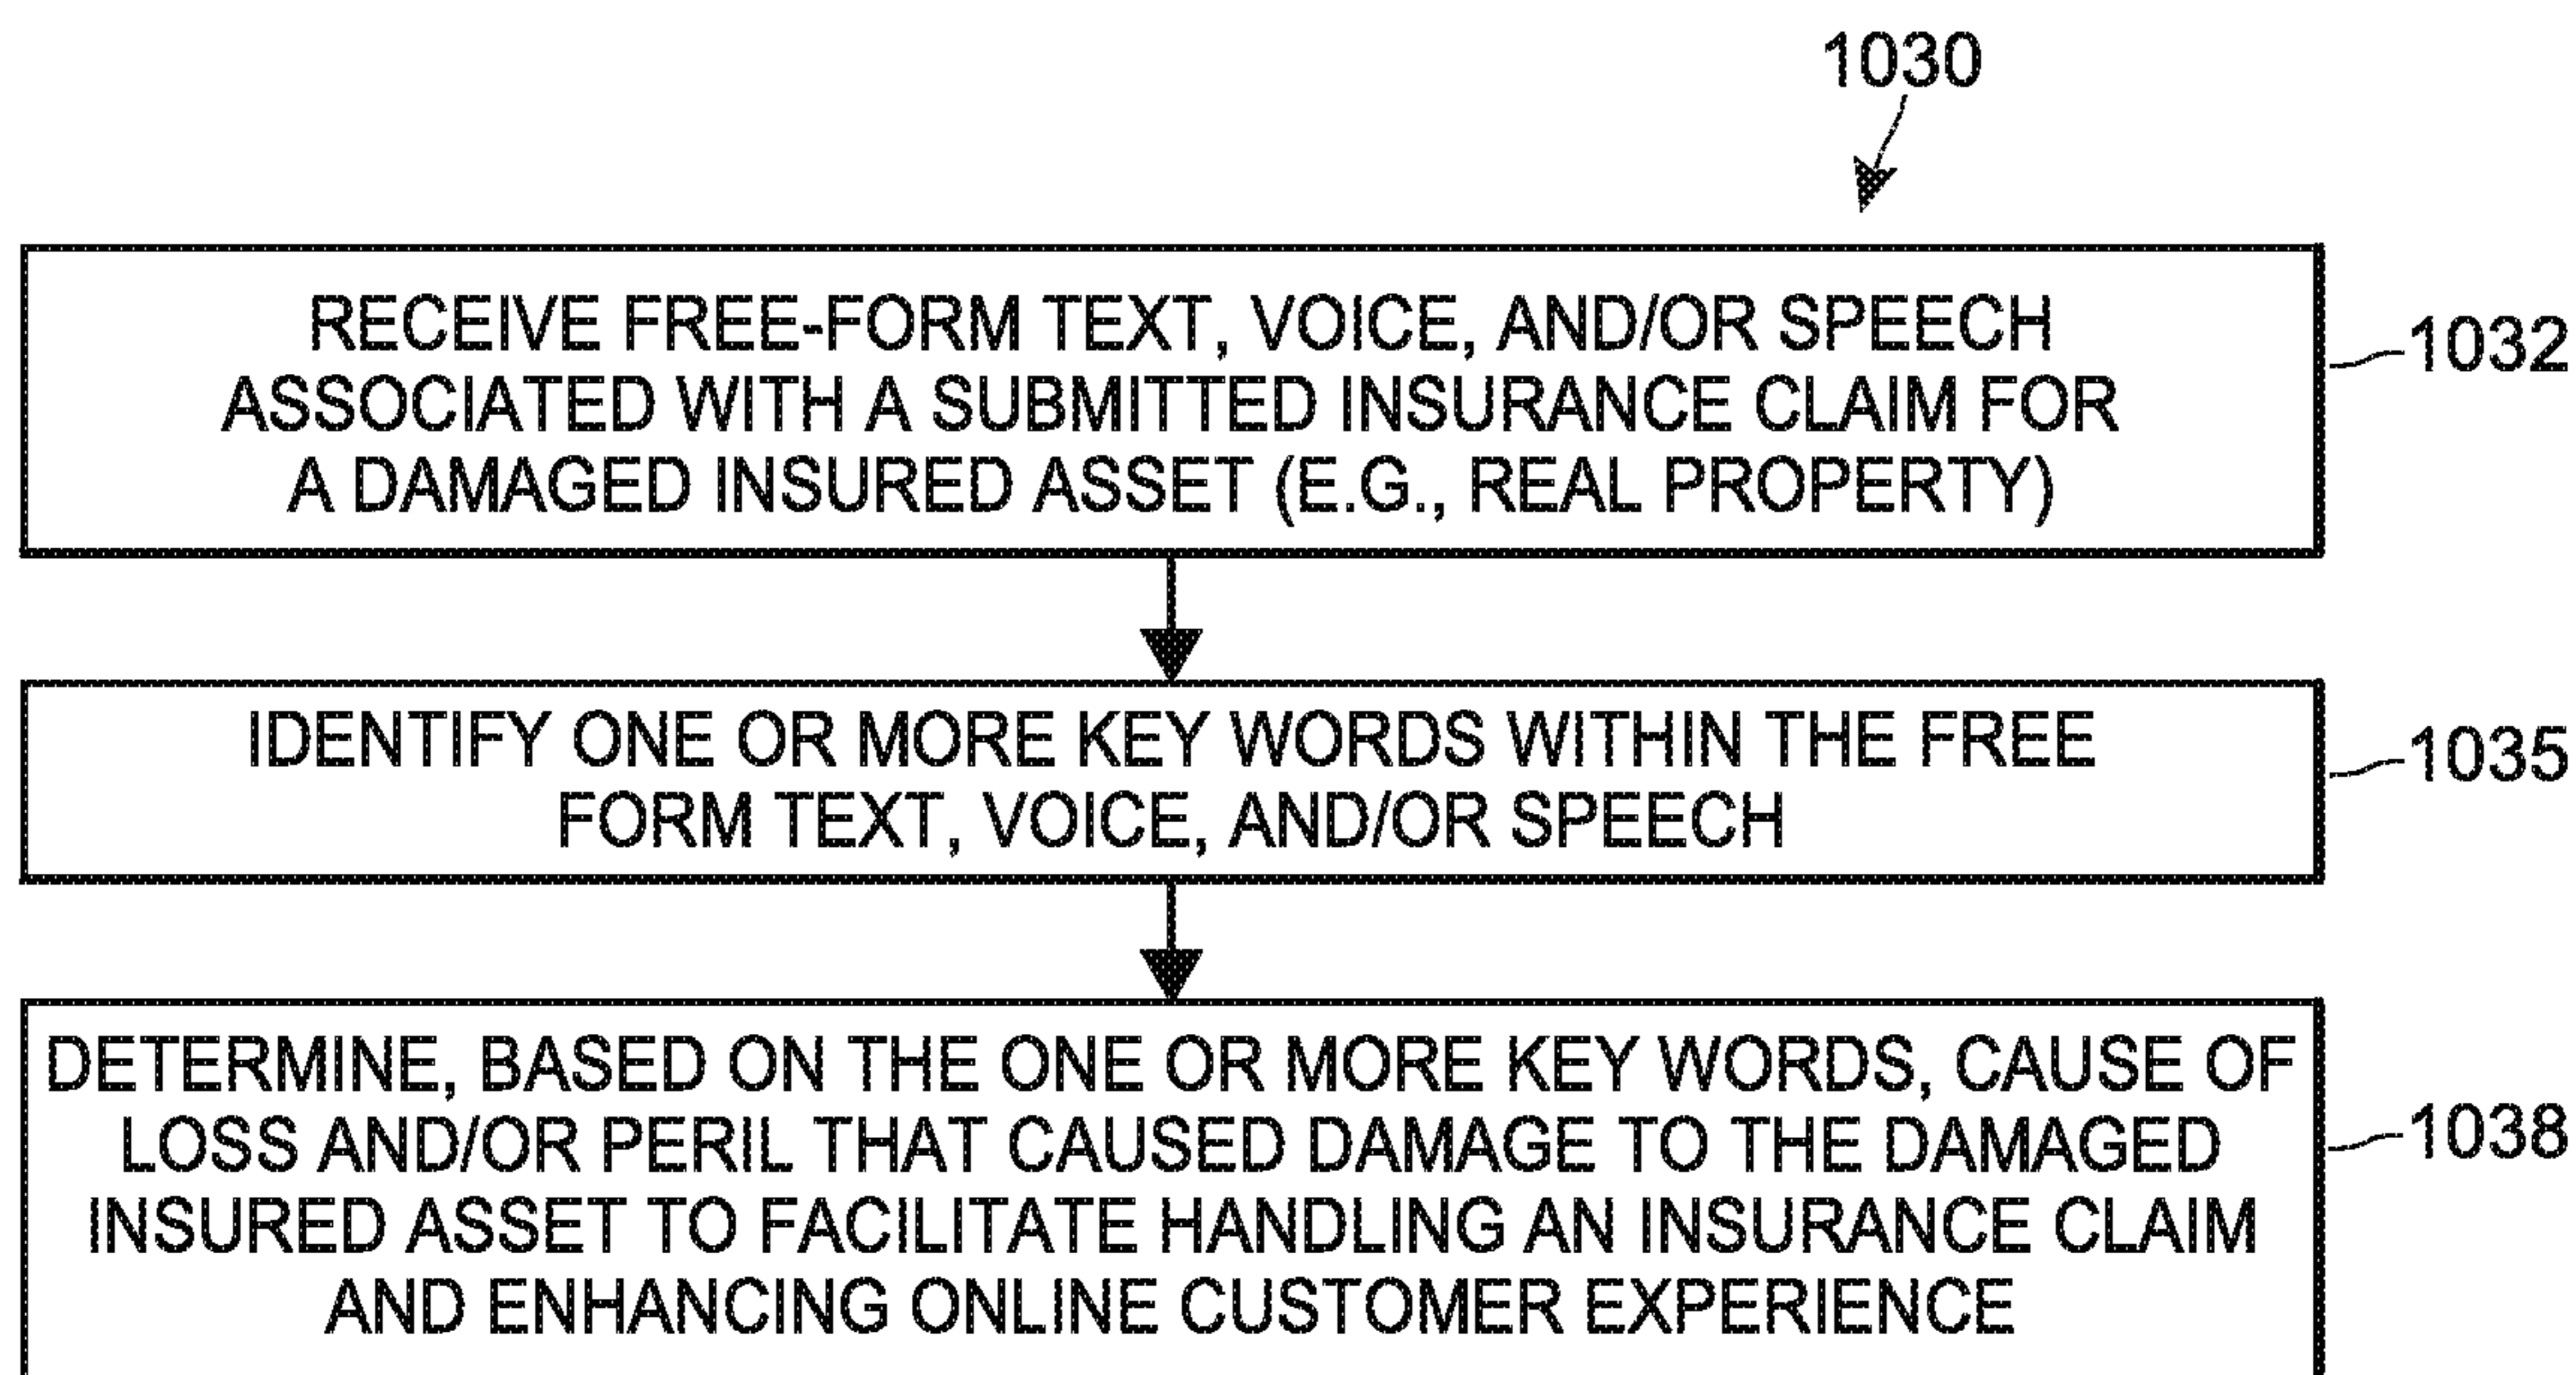 1030
RECEIVE FREE-FORM TEXT, VOICE, AND/OR SPEECH
ASSOCIATED WITH A SUBMITTED INSURANCE CLAIM FOR
A DAMAGED INSURED ASSET (E.G., REAL PROPERTY)
1032
IDENTIFY ONE OR MORE KEY WORDS WITHIN THE FREE
FORM TEXT, VOICE, AND/OR SPEECH
1035
DETERMINE, BASED ON THE ONE OR MORE KEY WORDS, CAUSE OF
LOSS AND/OR PERIL THAT CAUSED DAMAGE TO THE DAMAGED
INSURED ASSET TO FACILITATE HANDLING AN INSURANCE CLAIM
AND ENHANCING ONLINE CUSTOMER EXPERIENCE
1038